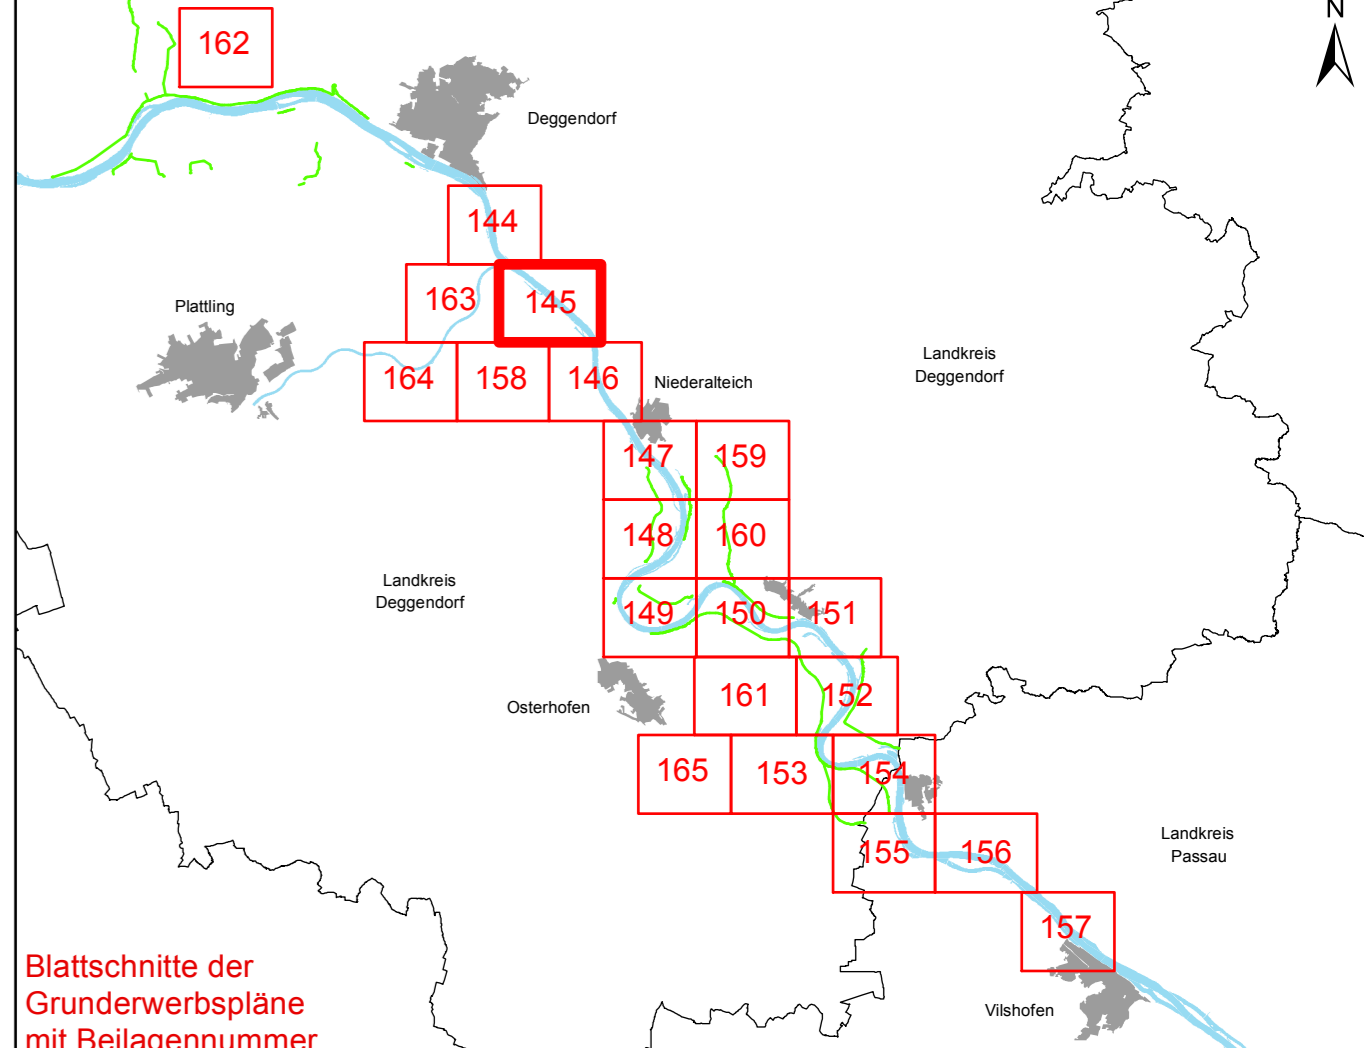 N
162
Deggendorf
144
163
145
Plattling
164
158
146
Niederalteich
Landkreis
Deggendorf
147
159
148
160
Landkreis
Deggendorf
149
150
151
161
152
Osterhofen
165
153
154
155
156
Landkreis
Passau
157
Vilshofen
Blattschnitte der
Grunderwerbspläne
mit Beilagennummer